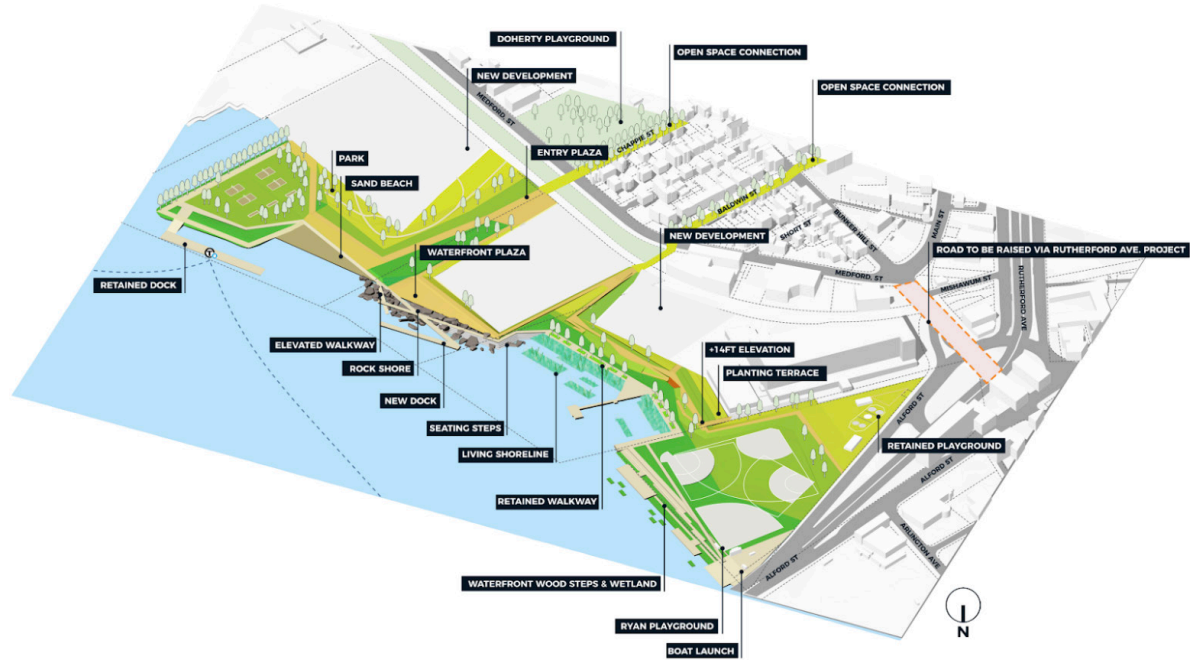 DOHERTY PLAYGROUND
OPEN SPACE CONNECTION
NEW DEVELOPMENT
OPEN SPACE CONNECTION
MEDFORD. ST
CHAPPIE ST
ENTRY PLAZA
PARK
SAND BEACH
BALDWIN ST
BUNKER HILL ST
MAIN ST
SHORT ST
NEW DEVELOPMENT
WATERFRONT PLAZA
ROAD TO BE RAISED VIA RUTHERFORD AVE. PROJECT
MEDFORD. ST
MISHAWUM ST
RUTHERFORD AVE
RETAINED DOCK
ELEVATED WALKWAY
+14FT ELEVATION
ROCK SHORE
PLANTING TERRACE
NEW DOCK
ALFORD ST
SEATING STEPS
RETAINED PLAYGROUND
LIVING SHORELINE
ALFORD ST
RETAINED WALKWAY
ARLINGTON AVE
ALFORD ST
WATERFRONT WOOD STEPS & WETLAND
RYAN PLAYGROUND
BOAT LAUNCH
N